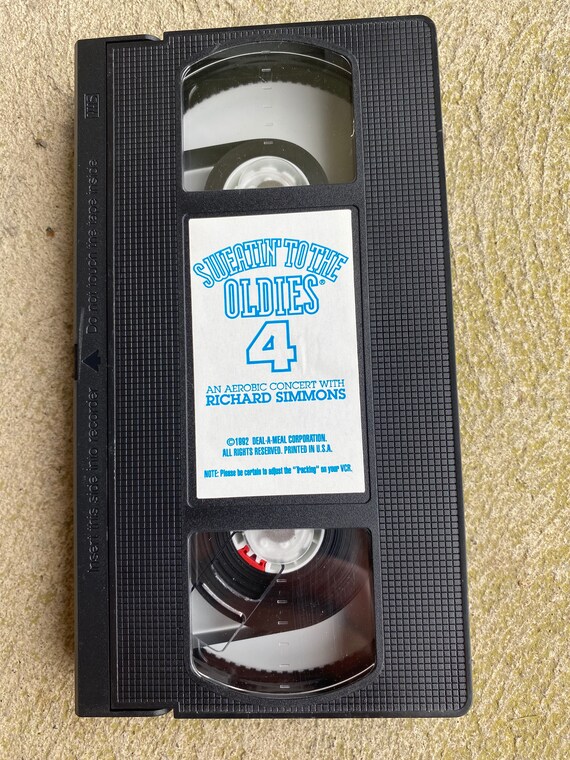 SWEATIN' TO THE
OLDIES®
4
AN AEROBIC CONCERT WITH
RICHARD SIMMONS
©1992 DEAL-A-MEAL CORPORATION.
ALL RIGHTS RESERVED. PRINTED IN U.S.A.
NOTE: Please be certain to adjust the "Tracking" on your VCR.
Insert this side into recorder
Do not touch the tape inside
VHS